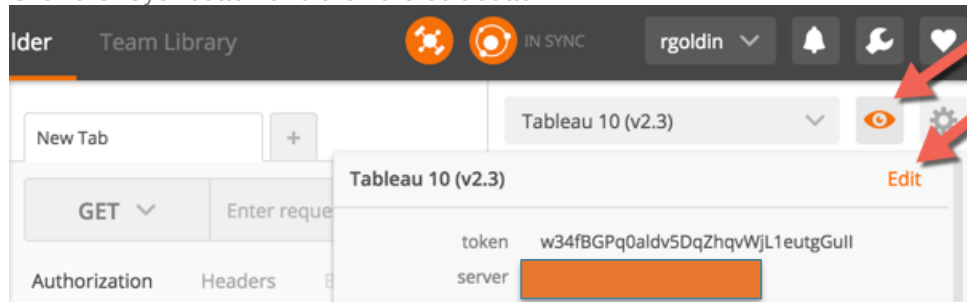 lder Team Library IN SYNC rgoldin
New Tab + Tableau 10 (v2.3)
Tableau 10 (v2.3) Edit
GET Enter reque
token w34fBGPq0aldv5DqZhqvWjL1eutgGuII
Authorization Headers server